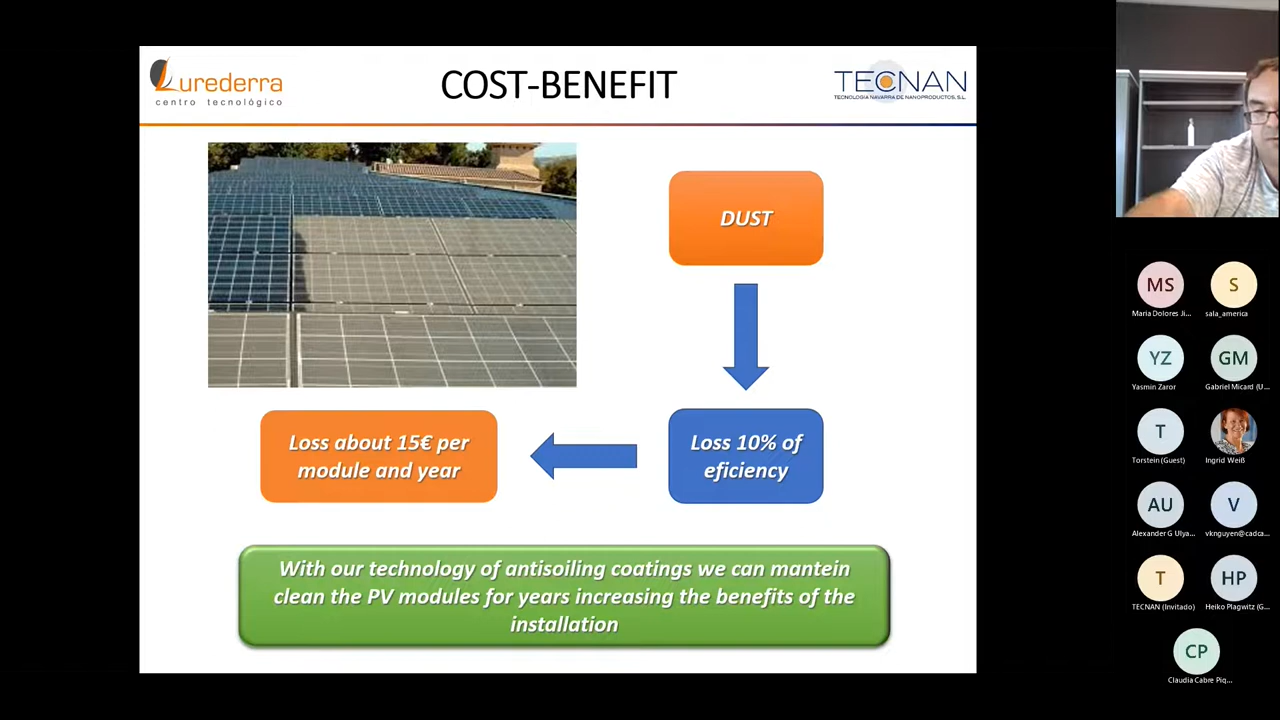 Lurederra
centro tecnológico
COST-BENEFIT
TECNAN
TECNOLOGIA NAVARRA DE NANOPRODUCTOS, S.L.
DUST
Loss 10% of
eficiency
Loss about 15€ per
module and year
With our technology of antisoiling coatings we can mantein
clean the PV modules for years increasing the benefits of the
installation
MS
Maria Dolores Ji...
S
sala_america
YZ
Yasmin Zaror
GM
Gabriel Micard (U...
T
Torstein (Guest)
Ingrid Weiß
AU
Alexander G Ulya...
V
vknguyen@cadca...
T
TECNAN (Invitado)
HP
Heiko Plagwitz (G...
CP
Claudia Cabre Piq...